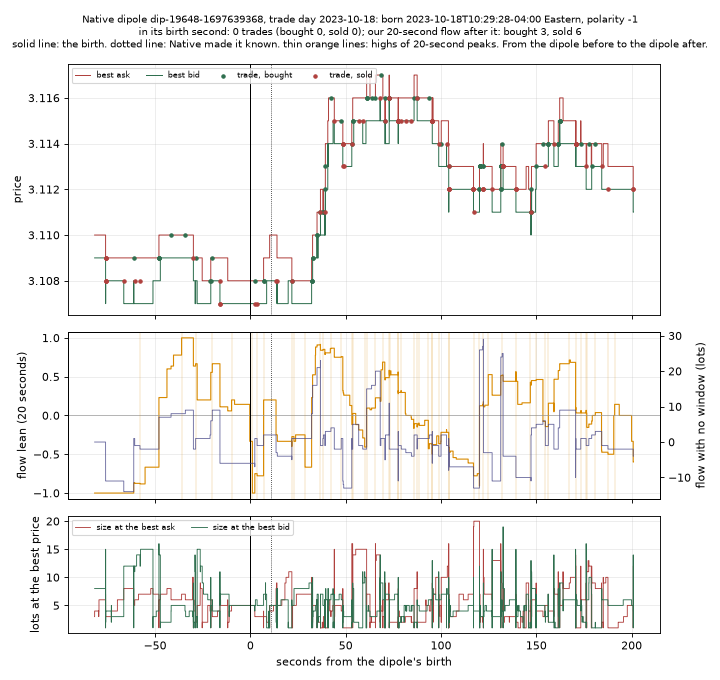 Native dipole dip-19648-1697639368, trade day 2023-10-18: born 2023-10-18T10:29:28-04:00 Eastern, polarity -1
in its birth second: 0 trades (bought 0, sold 0); our 20-second flow after it: bought 3, sold 6
solid line: the birth. dotted line: Native made it known. thin orange lines: highs of 20-second peaks. From the dipole before to the dipole after.
best ask
best bid
trade, bought
trade, sold
3.116
3.114
3.112
3.110
3.108
price
1.0
0.5
0.0
−0.5
−1.0
flow lean (20 seconds)
30
20
10
0
−10
flow with no window (lots)
size at the best ask
size at the best bid
20
15
10
5
lots at the best price
−50
0
50
100
150
200
seconds from the dipole's birth